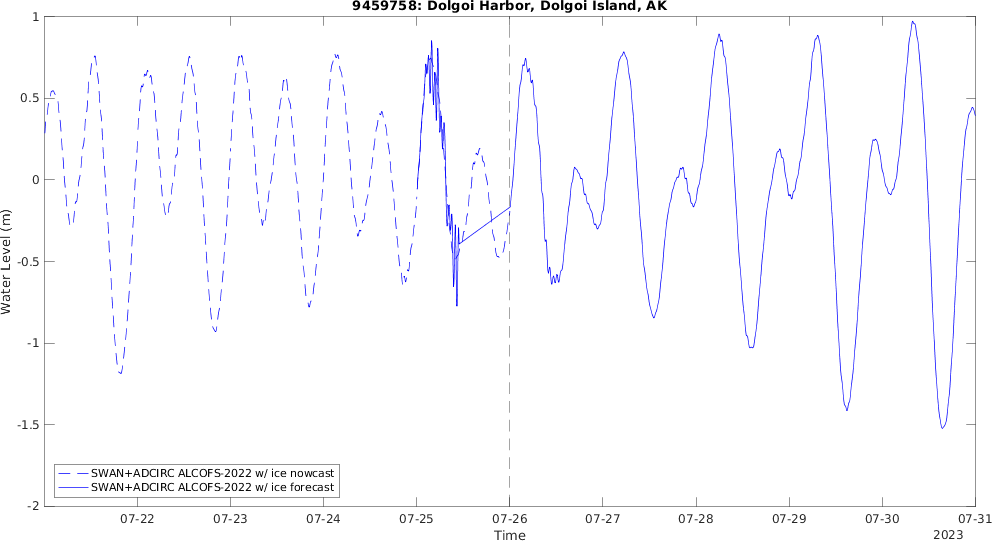 9459758: Dolgoi Harbor, Dolgoi Island, AK
1
0.5
0
-0.5
-1
-1.5
-2
Water Level (m)
SWAN+ADCIRC ALCOFS-2022 w/ ice nowcast
SWAN+ADCIRC ALCOFS-2022 w/ ice forecast
07-22 07-23 07-24 07-25 07-26 07-27 07-28 07-29 07-30 07-31
Time
2023